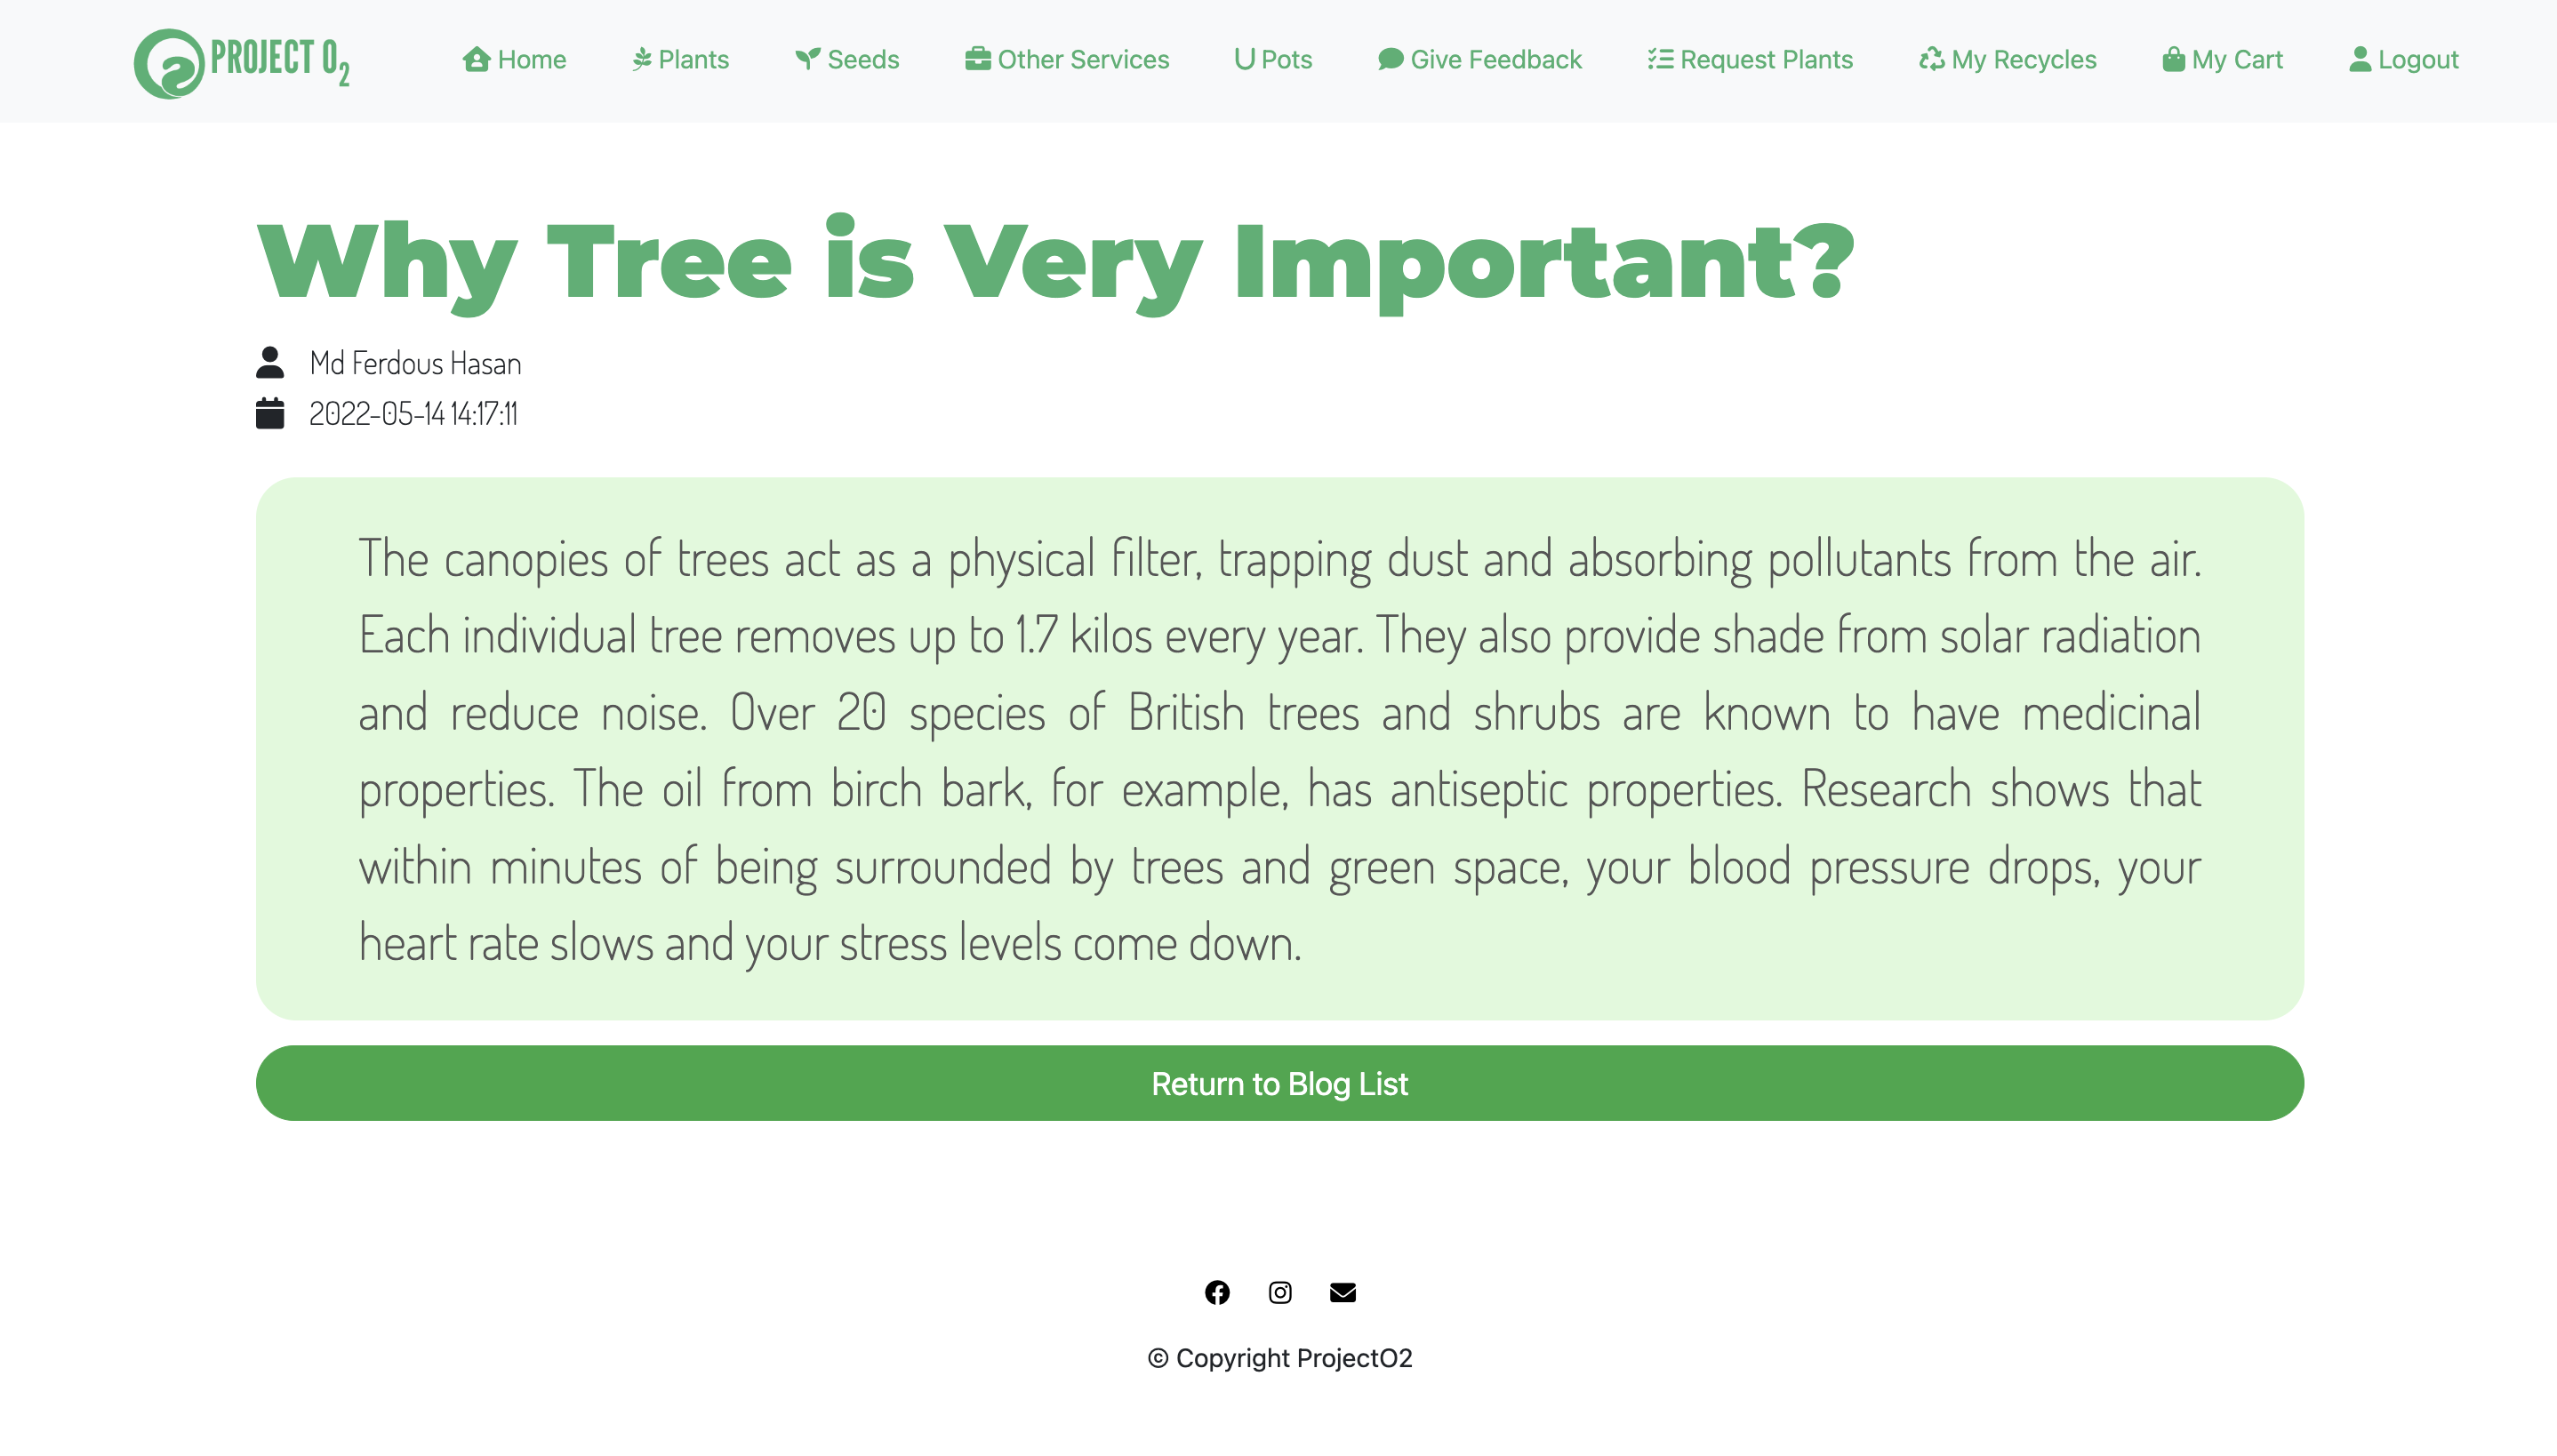 PROJECT O2
Home
Plants
Seeds
Other Services
Pots
Give Feedback
Request Plants
My Recycles
My Cart
Logout
Why Tree is Very Important?
Md Ferdous Hasan
2022-05-14 14:17:11
The canopies of trees act as a physical filter, trapping dust and absorbing pollutants from the air.
Each individual tree removes up to 1.7 kilos every year. They also provide shade from solar radiation
and reduce noise. Over 20 species of British trees and shrubs are known to have medicinal
properties. The oil from birch bark, for example, has antiseptic properties. Research shows that
within minutes of being surrounded by trees and green space, your blood pressure drops, your
heart rate slows and your stress levels come down.
Return to Blog List
© Copyright ProjectO2